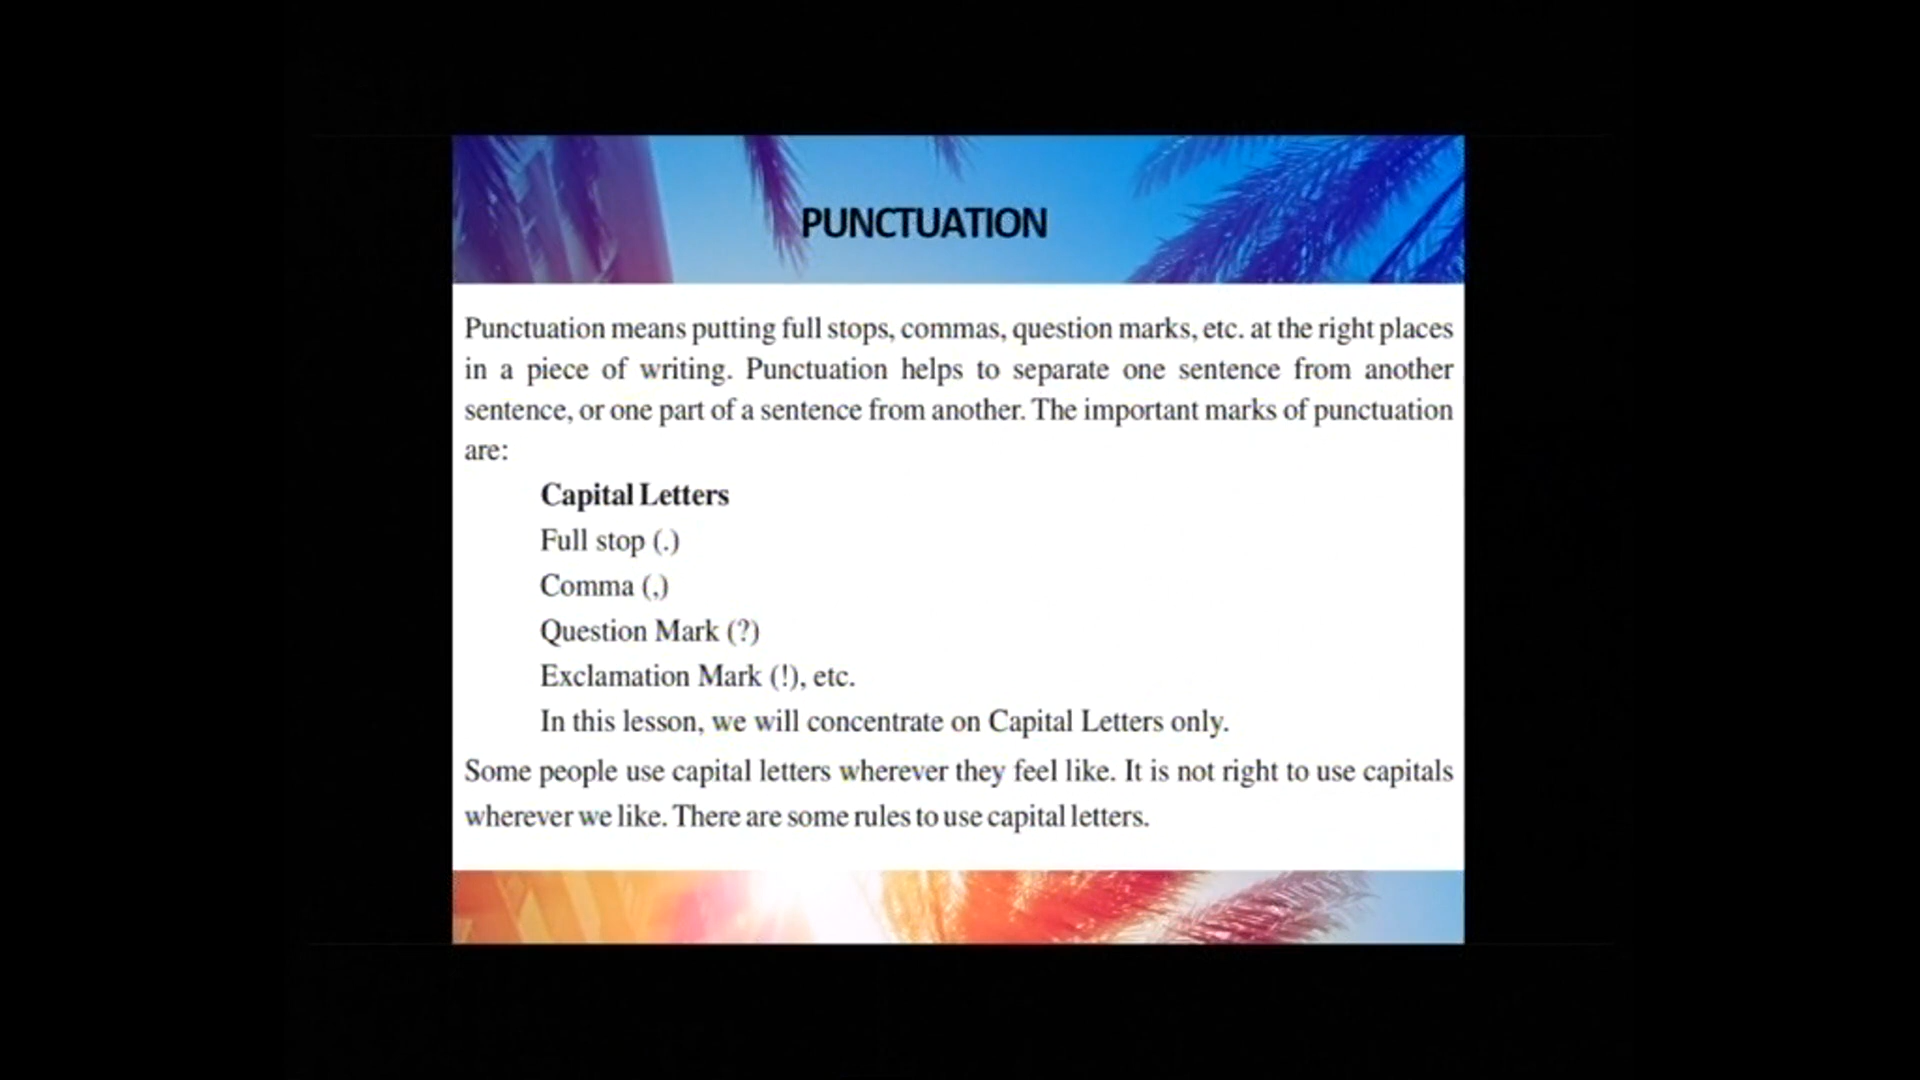 PUNCTUATION
Punctuation means putting full stops, commas, question marks, etc. at the right places
in a piece of writing. Punctuation helps to separate one sentence from another
sentence, or one part of a sentence from another. The important marks of punctuation
are:
Capital Letters
Full stop (.)
Comma (,)
Question Mark (?)
Exclamation Mark (!), etc.
In this lesson, we will concentrate on Capital Letters only.
Some people use capital letters wherever they feel like. It is not right to use capitals
wherever we like. There are some rules to use capital letters.